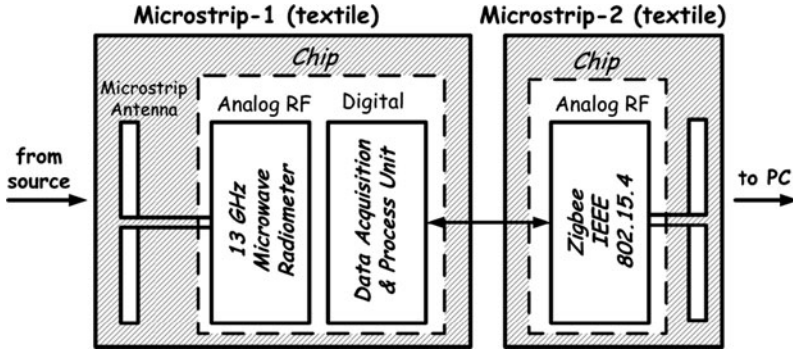 Microstrip-1 (textile)
Microstrip-2 (textile)
Chip
Chip
Microstrip
Antenna
Analog RF
Digital
Analog RF
from
source
13 GHz
Microwave
Radiometer
Data Acquisition
& Process Unit
Zigbee
IEEE
802.15.4
to PC